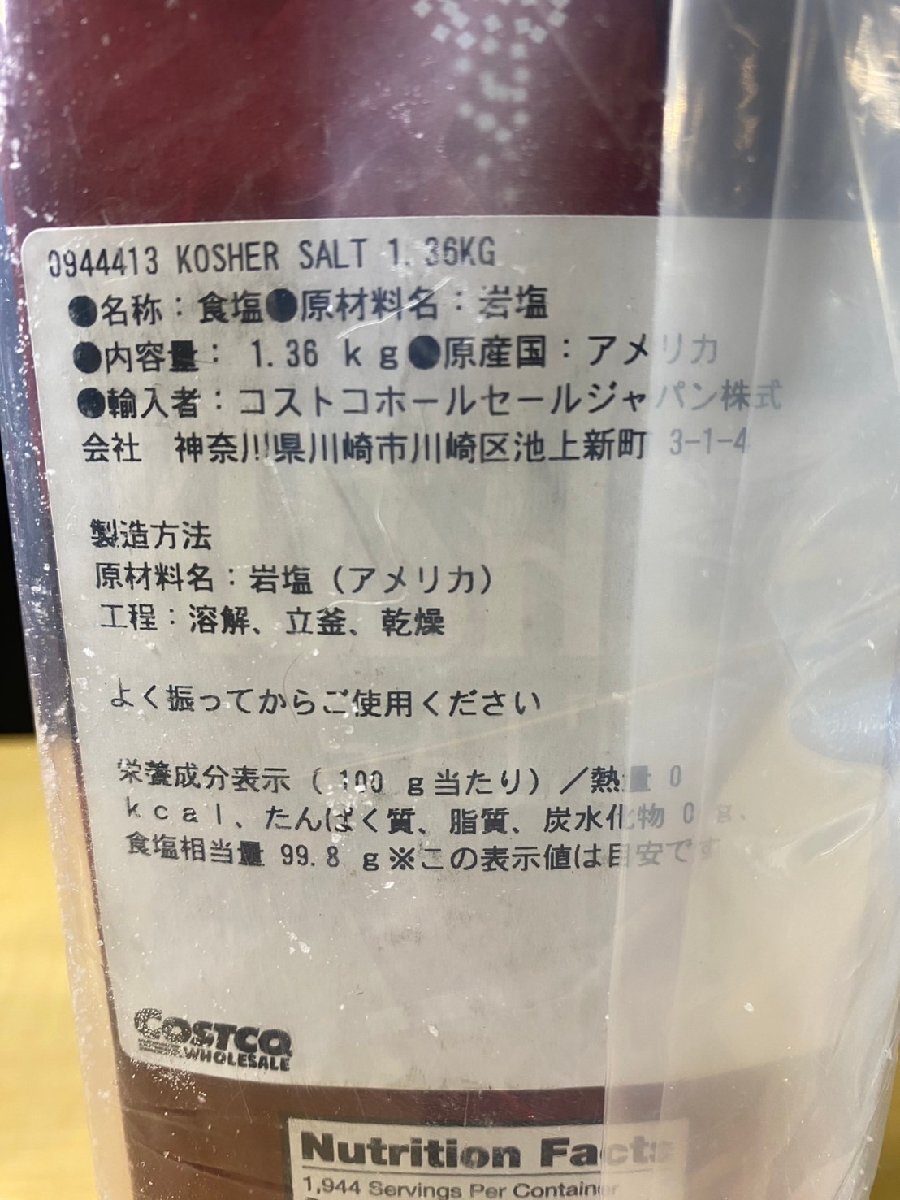 0944413 KOSHER SALT 1.36KG
●名称：食塩●原材料名：岩塩
●内容量： 1.36 ｋｇ●原産国：アメリカ
●輸入者：コストコホールセールジャパン株式
会社　神奈川県川崎市川崎区池上新町 3-1-4
製造方法
原材料名：岩塩（アメリカ）
工程：溶解、立釜、乾燥
よく振ってからご使用ください
栄養成分表示（ 100 ｇ当たり）／熱量 0
ｋｃａｌ、たんぱく質、脂質、炭水化物 0 ｇ、
食塩相当量 99.8 ｇ※この表示値は目安です
COSTCO
WHOLESALE
Nutrition Facts
1,944 Servings Per Container